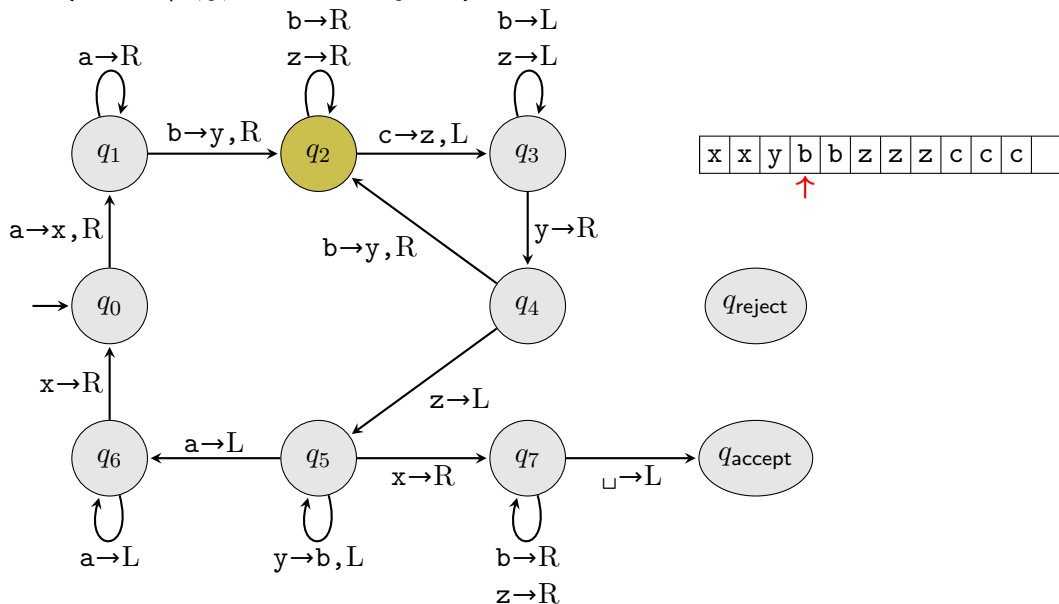 b→R
b→L
a→R
z→R
z→L
q1
b→y,R
q2
c→z,L
q3
x x y b b z z z c c c
a→x,R
b→y,R
y→R
q0
q4
qreject
x→R
z→L
q6
a→L
q5
x→R
q7
␣→L
qaccept
a→L
y→b,L
b→R
z→R